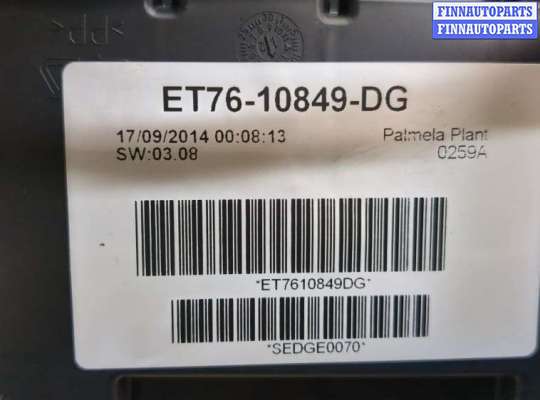 FINNAUTOPARTS
FINNAUTOPARTS
>PP<
ET76-10849-DG
17/09/2014 00:08:13
Palmela Plant
SW:03.08
0259A
*ET7610849DG*
*SEDGE0070*